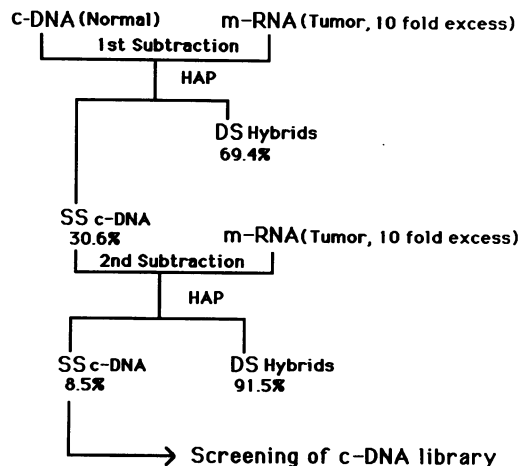 c-DNA (Normal) m-RNA (Tumor, 10 fold excess)
1st Subtraction
HAP
DS Hybrids
69.4%
SS c-DNA
30.6%
m-RNA (Tumor, 10 fold excess)
2nd Subtraction
HAP
SS c-DNA DS Hybrids
8.5% 91.5%
Screening of c-DNA library